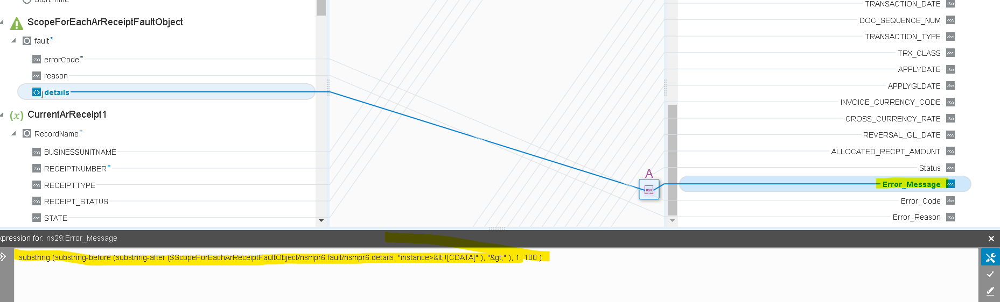 Start Time
ScopeForEachArReceiptFaultObject
fault*
errorCode*
reason
details
CurrentArReceipt1
RecordName*
BUSINESSUNITNAME
RECEIPTNUMBER*
RECEIPTTYPE
RECEIPT_STATUS
STATE
A
abc
TRANSACTION_DATE
DOC_SEQUENCE_NUM
TRANSACTION_TYPE
TRX_CLASS
APPLYDATE
APPLYGLDATE
INVOICE_CURRENCY_CODE
CROSS_CURRENCY_RATE
REVERSAL_GL_DATE
ALLOCATED_RECPT_AMOUNT
Status
Error_Message
Error_Code
Error_Reason
xpression for: ns29:Error_Message
substring (substring-before (substring-after ($ScopeForEachArReceiptFaultObject/nsmpr6:fault/nsmpr6:details, "instance>&lt;![CDATA[" ), "&gt;" ), 1, 100 )